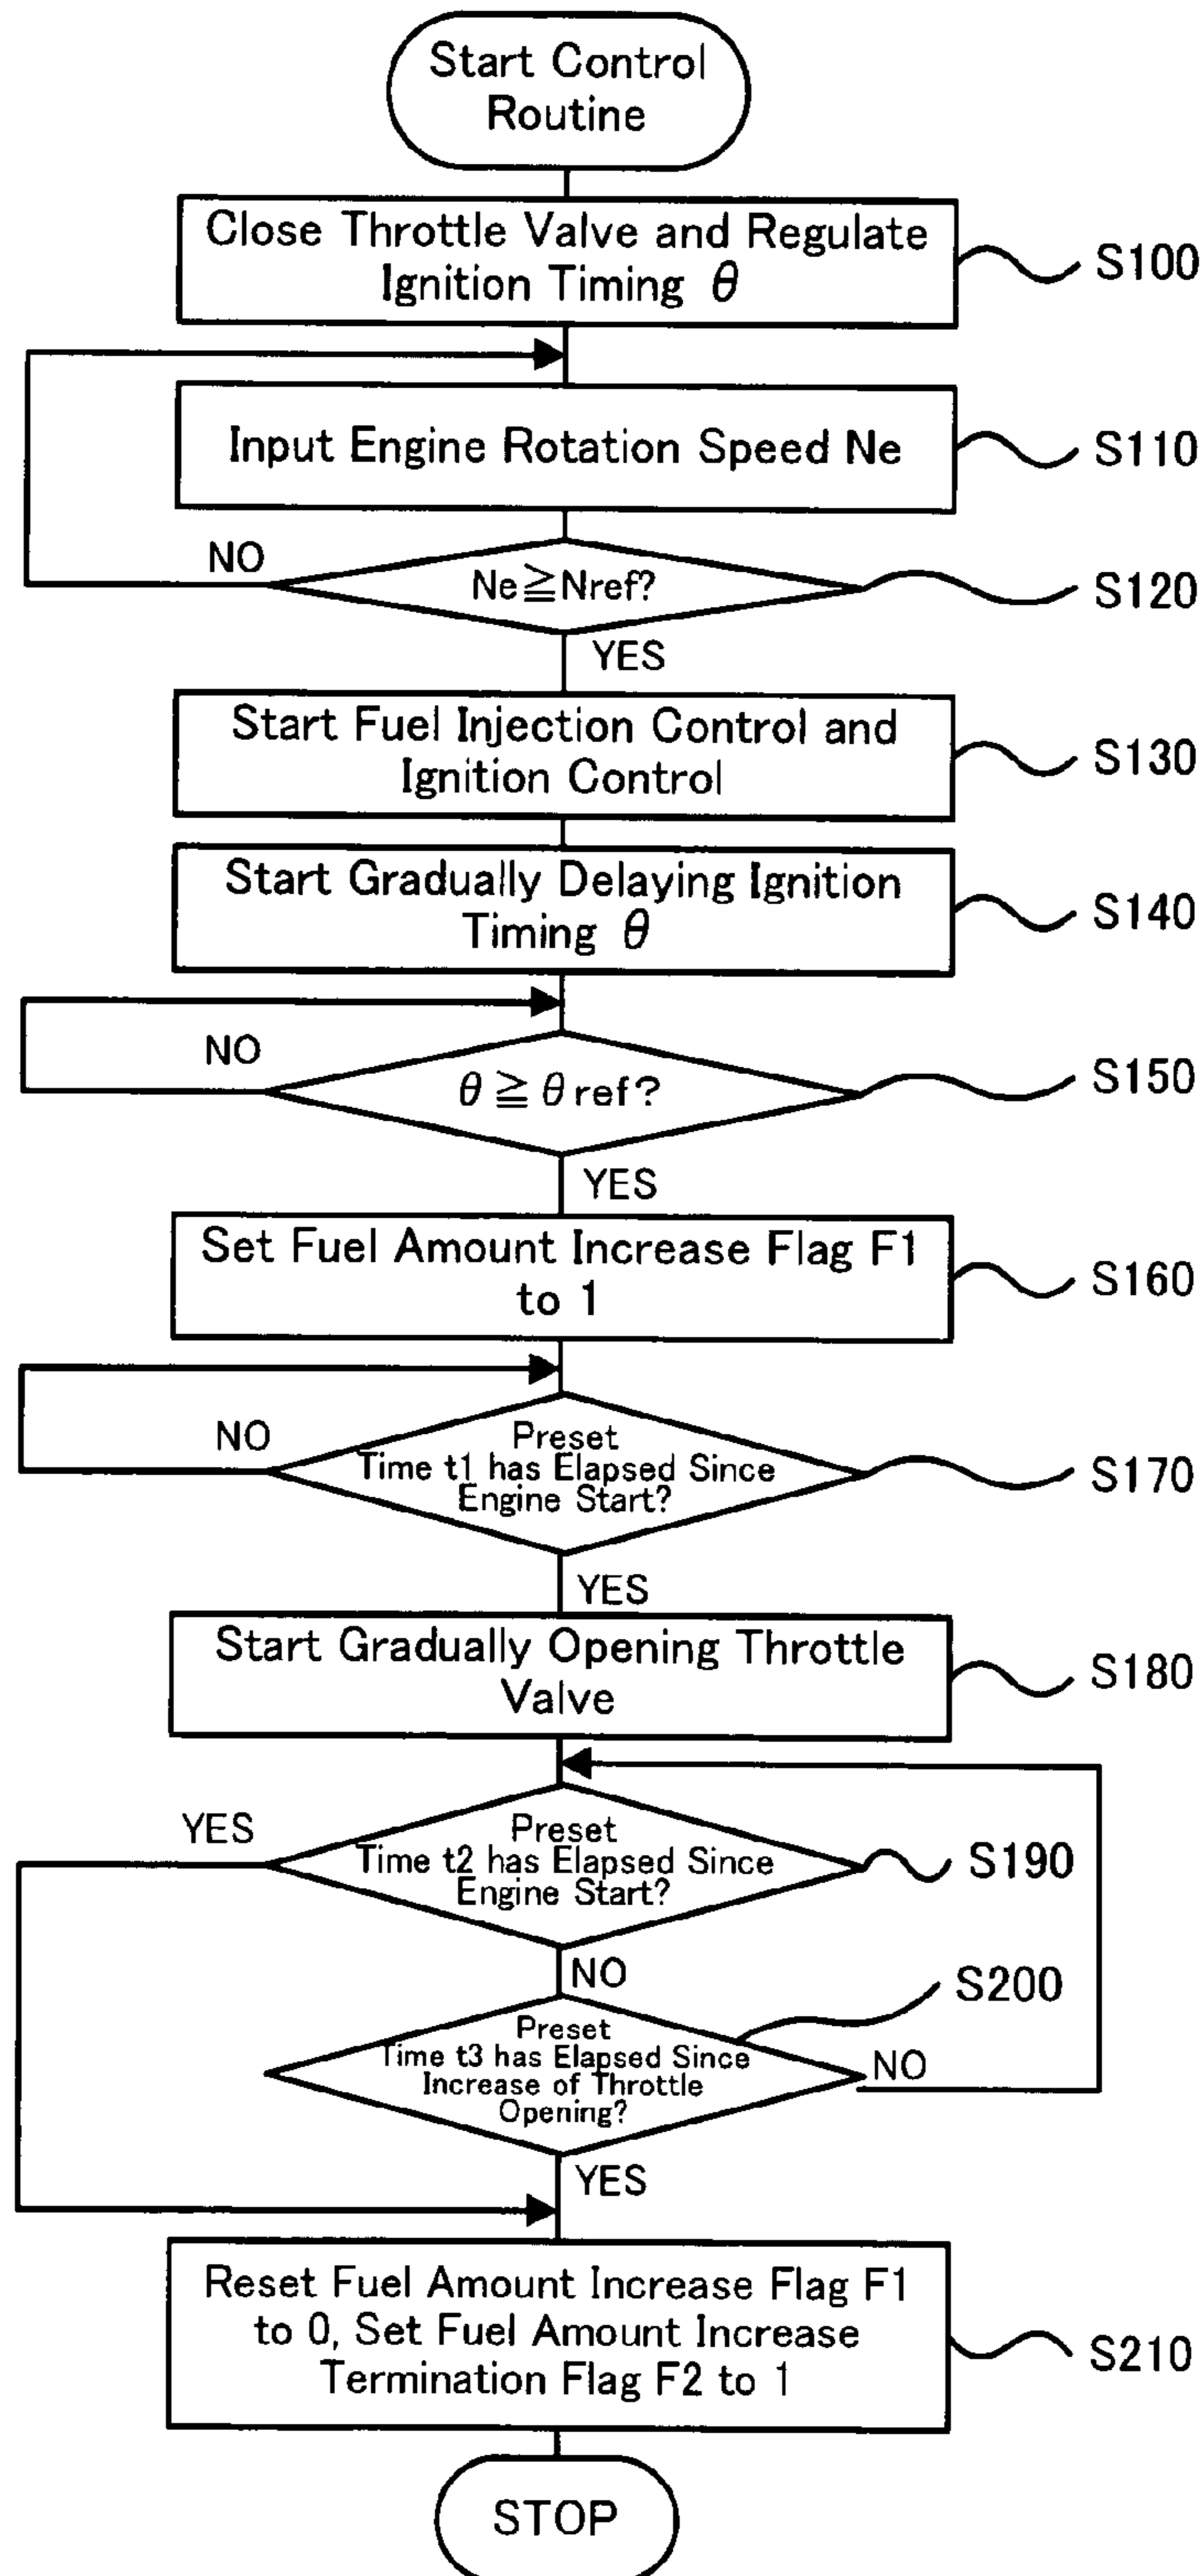 Start Control
Routine
Close Throttle Valve and Regulate
Ignition Timing θ
S100
Input Engine Rotation Speed Ne
S110
NO
Ne≧Nref?
S120
YES
Start Fuel Injection Control and
Ignition Control
S130
Start Gradually Delaying Ignition
Timing θ
S140
NO
θ ≧ θ ref?
S150
YES
Set Fuel Amount Increase Flag F1
to 1
S160
NO
Preset
Time t1 has Elapsed Since
Engine Start?
S170
YES
Start Gradually Opening Throttle
Valve
S180
YES
Preset
Time t2 has Elapsed Since
Engine Start?
S190
NO
S200
Preset
Time t3 has Elapsed Since
Increase of Throttle
Opening?
NO
YES
Reset Fuel Amount Increase Flag F1
to 0, Set Fuel Amount Increase
Termination Flag F2 to 1
S210
STOP